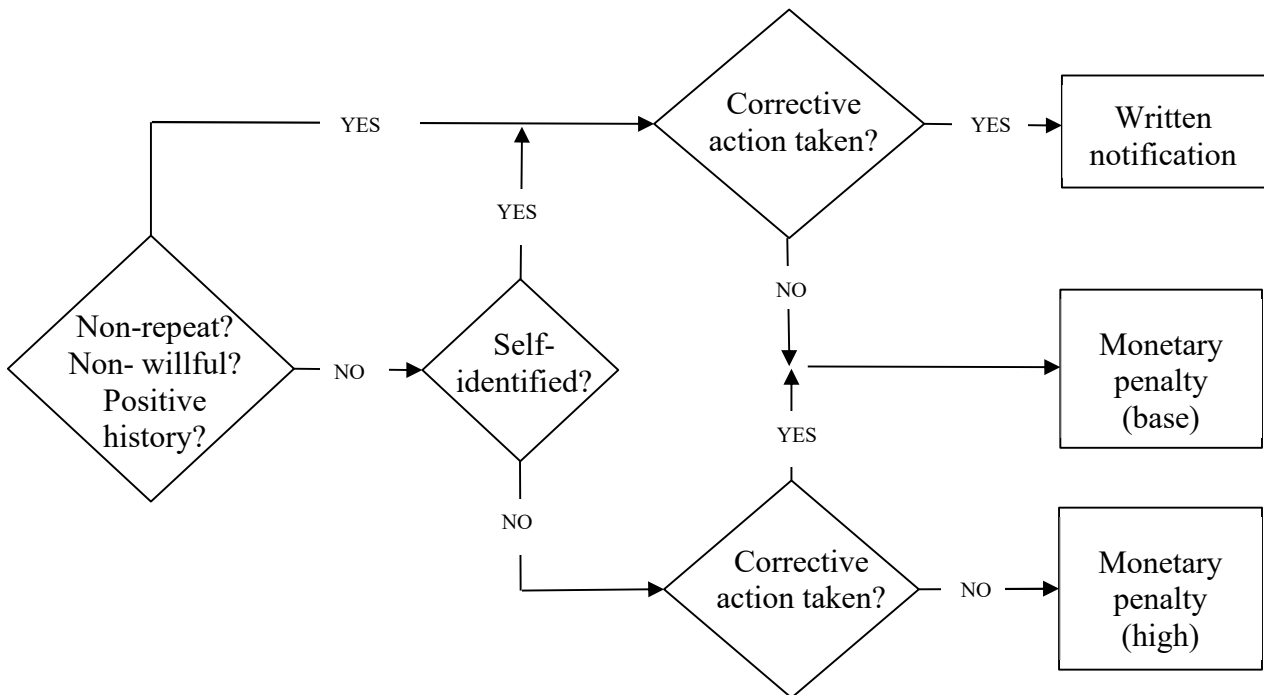 Corrective
action taken?
YES
Written
notification
YES
YES
NO
Non-repeat?
Non- willful?
Positive
history?
NO
Self-
identified?
Monetary
penalty
(base)
YES
NO
Corrective
action taken?
NO
Monetary
penalty
(high)